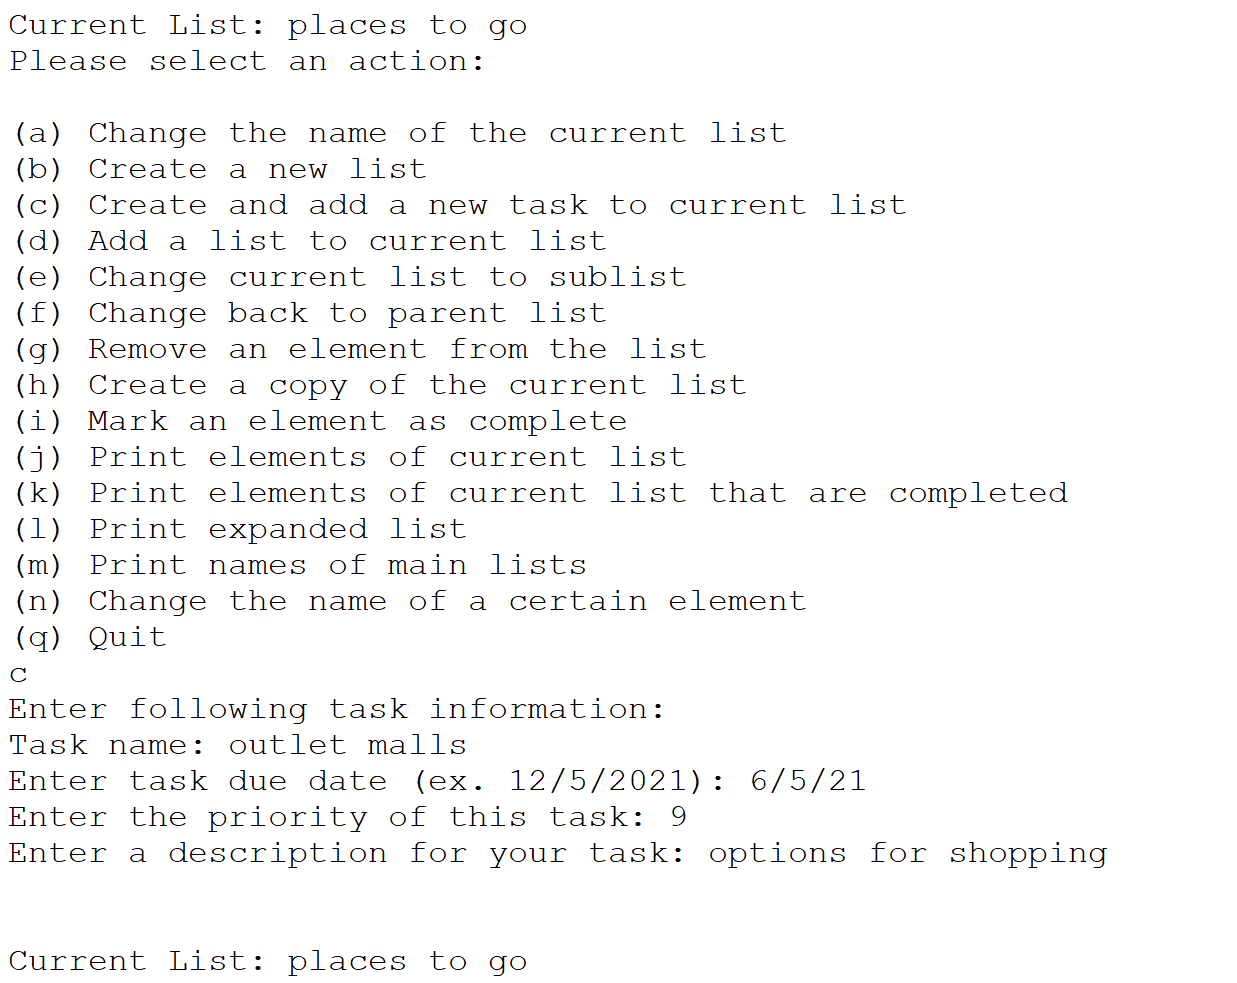 Current List: places to go
Please select an action:
(a) Change the name of the current list
(b) Create a new list
(c) Create and add a new task to current list
(d) Add a list to current list
(e) Change current list to sublist
(f) Change back to parent list
(g) Remove an element from the list
(h) Create a copy of the current list
(i) Mark an element as complete
(j) Print elements of current list
(k) Print elements of current list that are completed
(l) Print expanded list
(m) Print names of main lists
(n) Change the name of a certain element
(q) Quit
c
Enter following task information:
Task name: outlet malls
Enter task due date (ex. 12/5/2021): 6/5/21
Enter the priority of this task: 9
Enter a description for your task: options for shopping
Current List: places to go